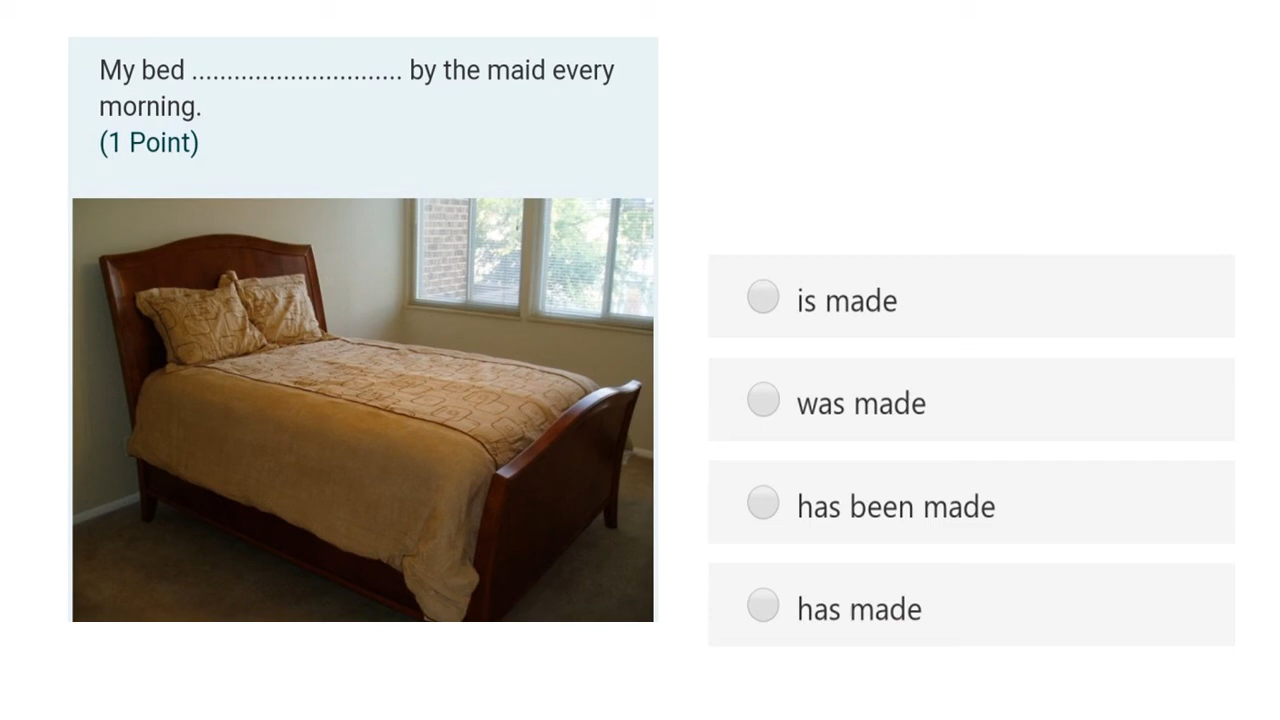 My bed .............................. by the maid every
morning.
(1 Point)
is made
was made
has been made
has made